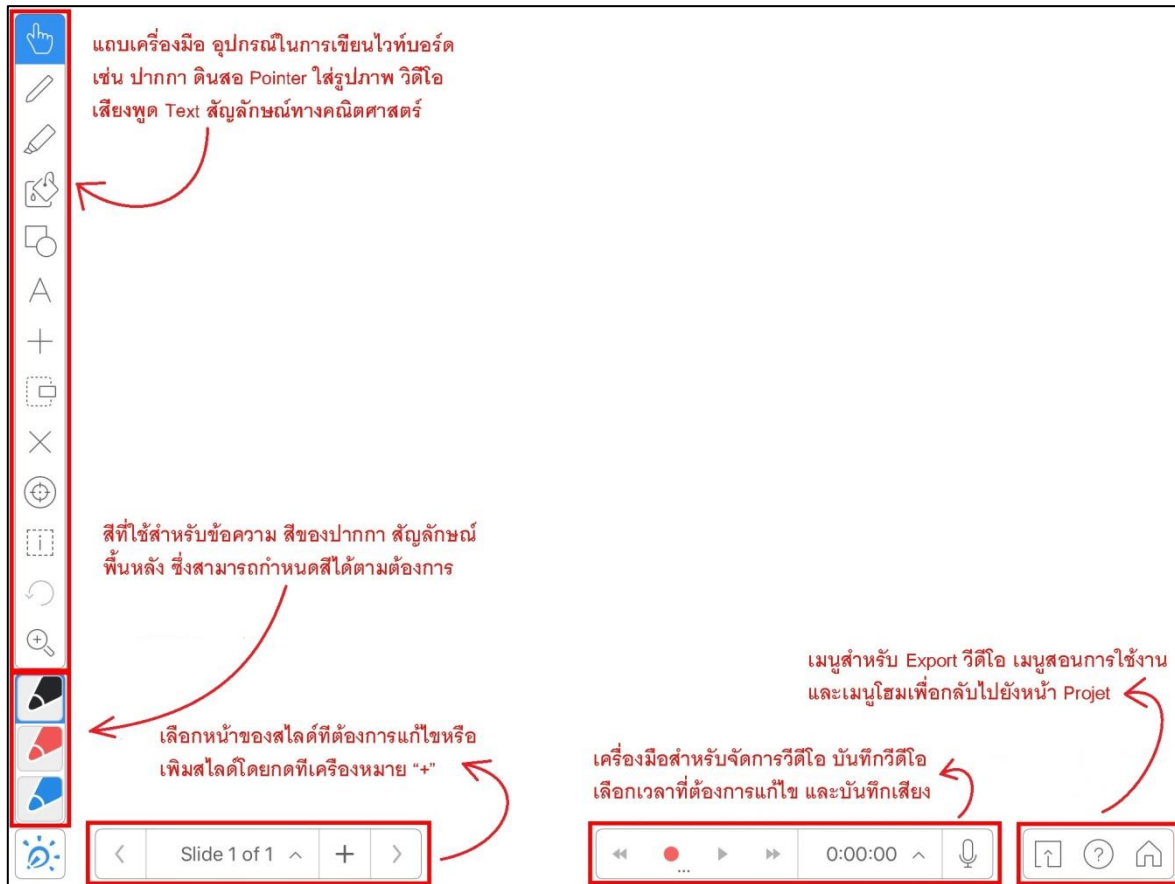 แถบเครื่องมือ อุปกรณ์ในการเขียนไวท์บอร์ด
เช่น ปากกา ดินสอ Pointer ใส่รูปภาพ วิดีโอ
เสียงพูด Text สัญลักษณ์ทางคณิตศาสตร์
A
สีที่ใช้สำหรับข้อความ สีของปากกา สัญลักษณ์
พื้นหลัง ซึ่งสามารถกำหนดสีได้ตามต้องการ
เมนูสำหรับ Export วีดีโอ เมนูสอนการใช้งาน
และเมนูโฮมเพื่อกลับไปยังหน้า Projet
เลือกหน้าของสไลด์ที่ต้องการแก้ไขหรือ
เพิ่มสไลด์โดยกดที่เครื่องหมาย “+”
เครื่องมือสำหรับจัดการวีดีโอ บันทึกวีดีโอ
เลือกเวลาที่ต้องการแก้ไข และบันทึกเสียง
Slide 1 of 1
0:00:00